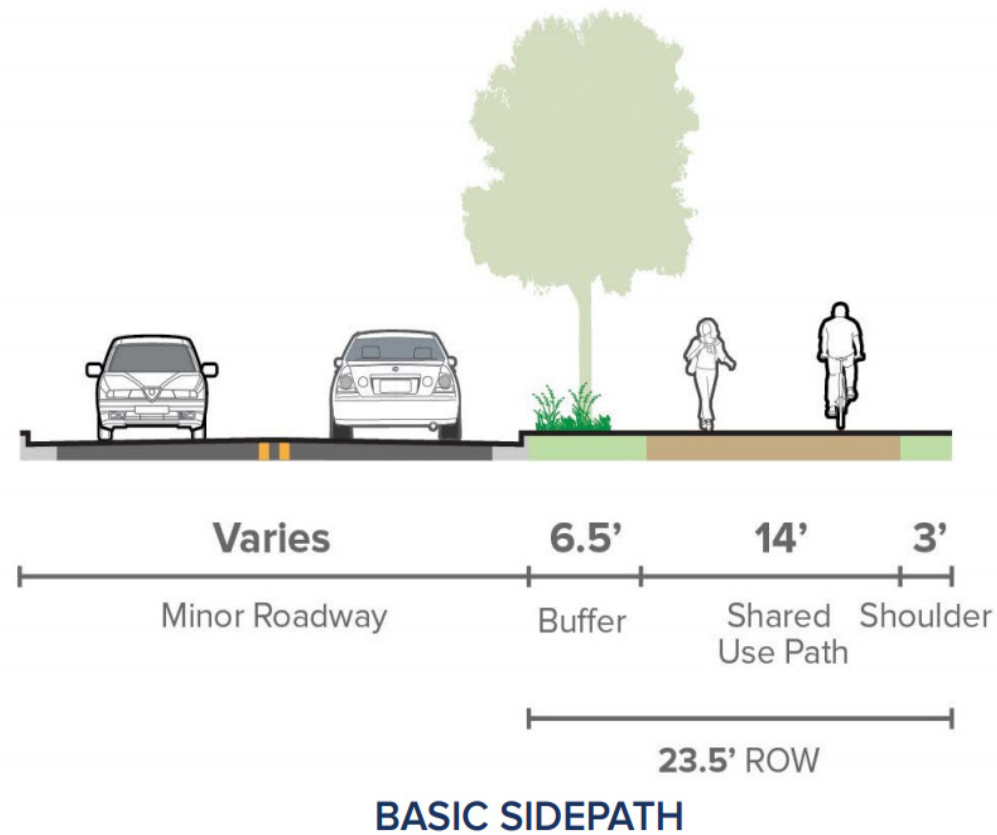 Varies 6.5’ 14’ 3’
Minor Roadway Buffer Shared Shoulder
Use Path
23.5’ ROW
BASIC SIDEPATH